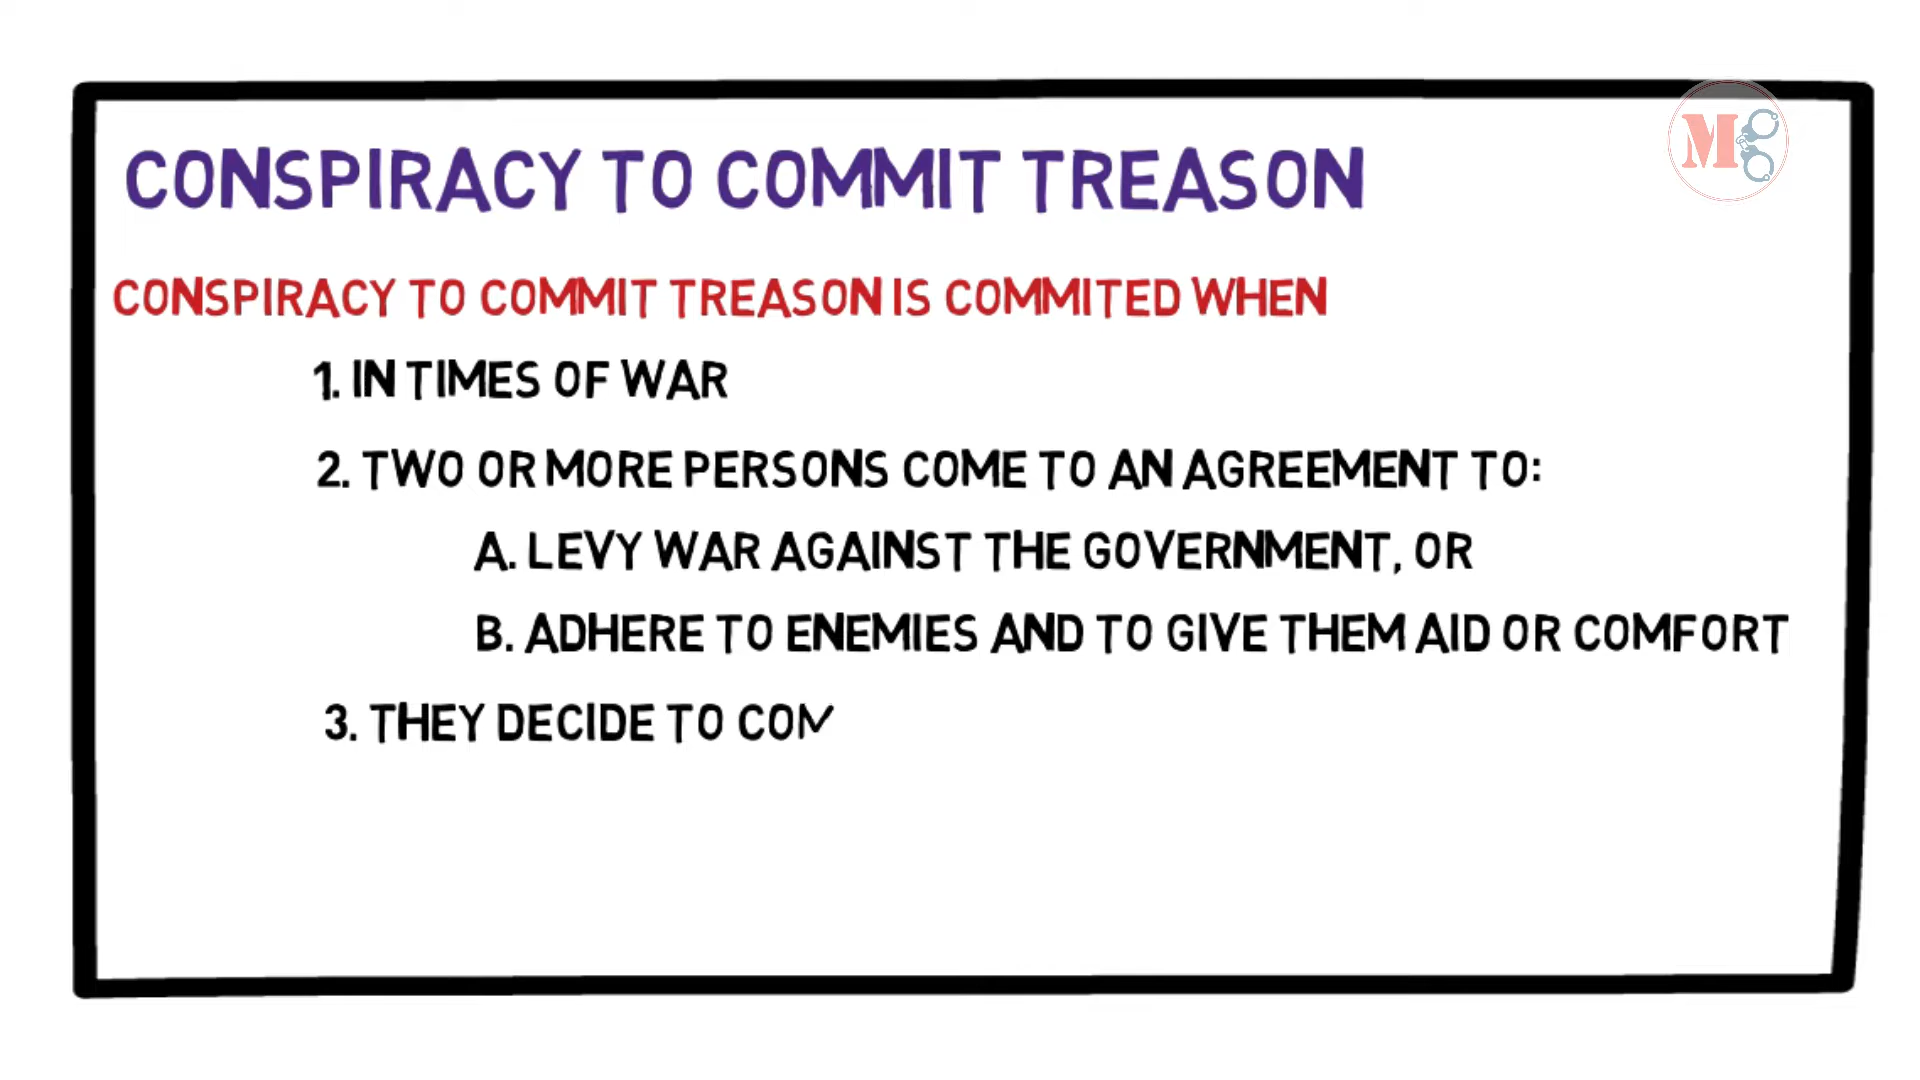 CONSPIRACY TO COMMIT TREASON
M
CONSPIRACY TO COMMIT TREASON IS COMMITED WHEN
1. IN TIMES OF WAR
2. TWO OR MORE PERSONS COME TO AN AGREEMENT TO:
A. LEVY WAR AGAINST THE GOVERNMENT, OR
B. ADHERE TO ENEMIES AND TO GIVE THEM AID OR COMFORT
3. THEY DECIDE TO